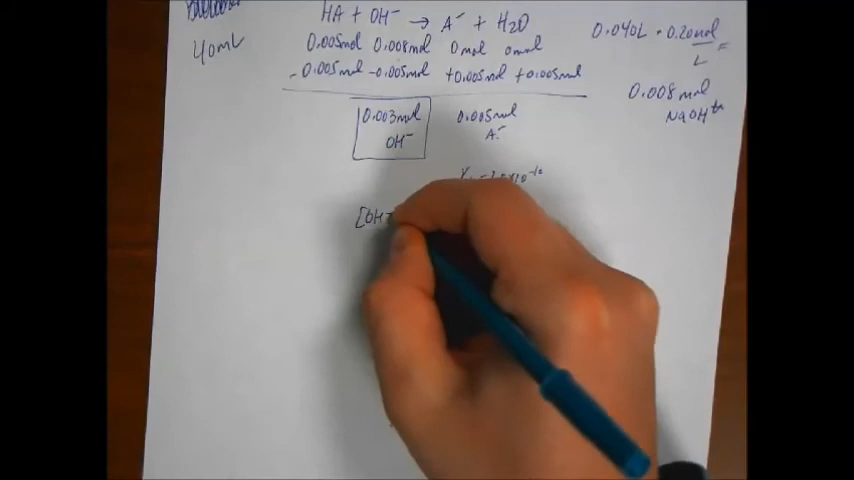 HA + OH⁻ → A⁻ + H₂O
0.040L · 0.20mol/L =
40mL
0.005mol 0.008mol 0mol 0mol
-0.005mol -0.005mol +0.005mol +0.005mol
0.008mol
NaOH
0.003mol 0.005mol
OH⁻ A⁻
[OH⁻